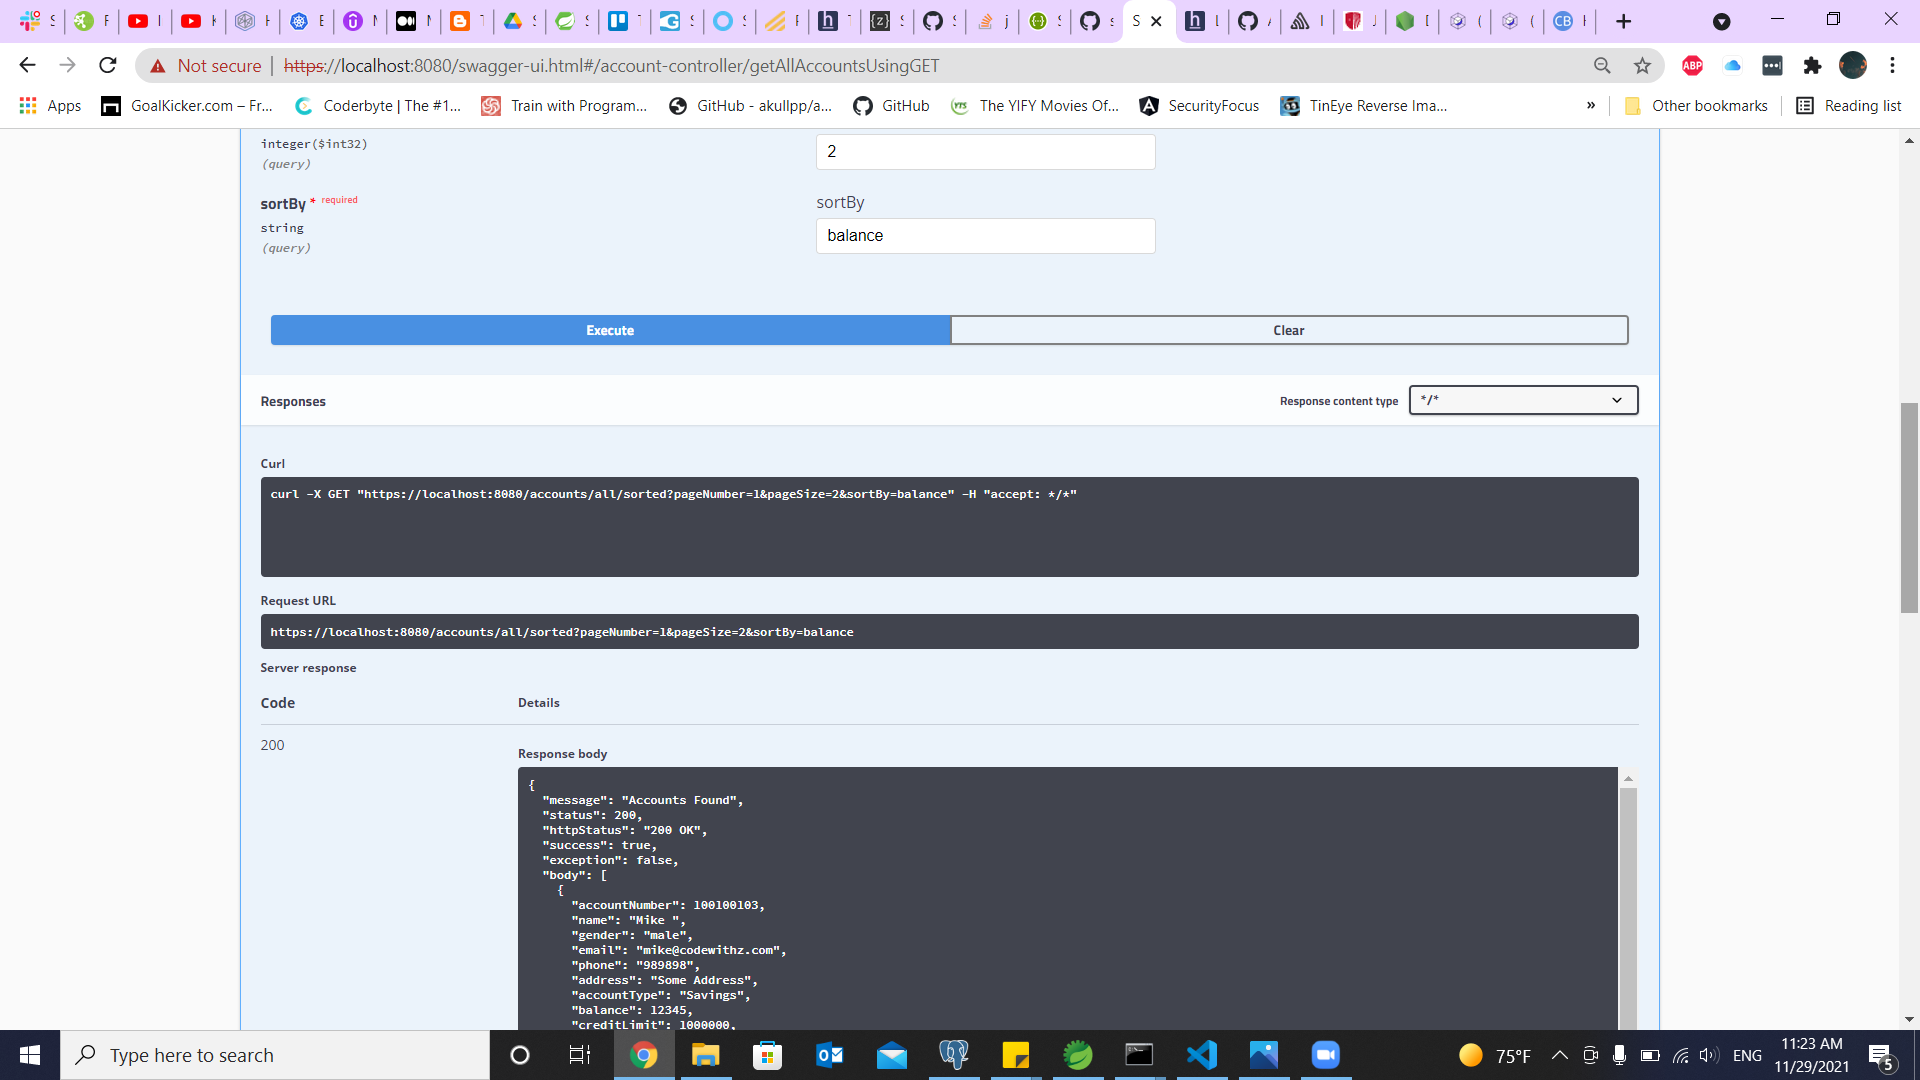 Not secure | https://localhost:8080/swagger-ui.html#/account-controller/getAllAccountsUsingGET
ABP
Apps GoalKicker.com – Fr... Coderbyte | The #1... Train with Program... GitHub - akullpp/a... GitHub The YIFY Movies Of... SecurityFocus TinEye Reverse Ima... » Other bookmarks Reading list
integer($int32)
(query)
2
sortBy * required
string
(query)
sortBy
balance
Execute Clear
Responses Response content type */*
Curl
curl -X GET "https://localhost:8080/accounts/all/sorted?pageNumber=1&pageSize=2&sortBy=balance" -H "accept: */*"
Request URL
https://localhost:8080/accounts/all/sorted?pageNumber=1&pageSize=2&sortBy=balance
Server response
Code Details
200
Response body
{
"message": "Accounts Found",
"status": 200,
"httpStatus": "200 OK",
"success": true,
"exception": false,
"body": [
{
"accountNumber": 100100103,
"name": "Mike ",
"gender": "male",
"email": "mike@codewithz.com",
"phone": "989898",
"address": "Some Address",
"accountType": "Savings",
"balance": 12345,
"creditLimit": 1000000,
Type here to search
75°F ENG 11:23 AM
11/29/2021
5